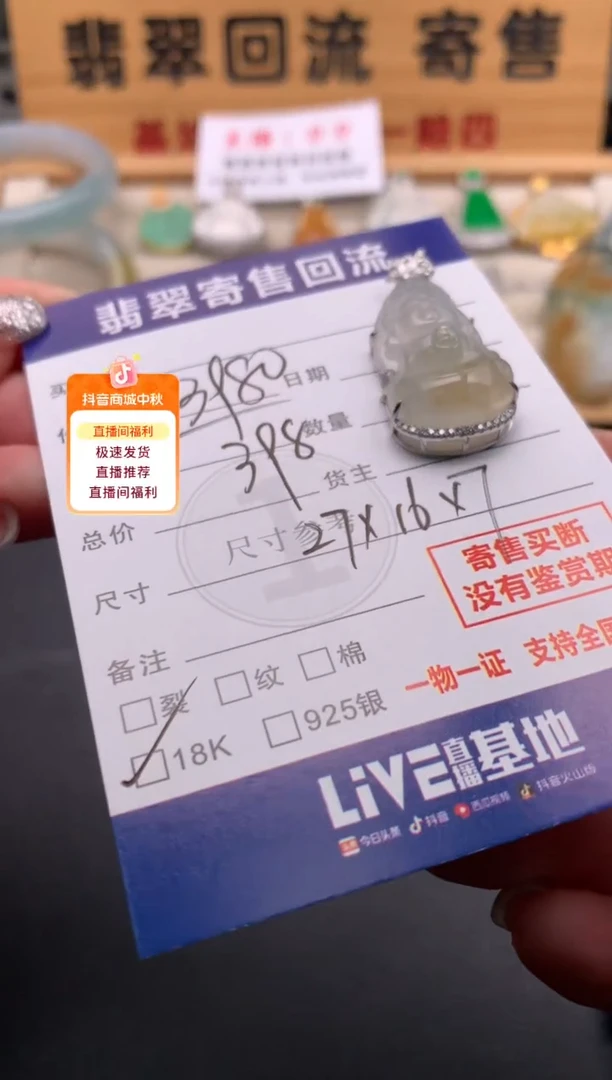 翡翠回流 寄售
翡翠寄售回流
3980
日期
398
数量
货主
总价
尺寸参考
27×16×7
尺寸
备注
裂
纹
棉
18K
925银
寄售买断
没有鉴赏期
一物一证 支持全国
LiVE直播基地
今日头条
抖音
西瓜视频
抖音火山版
抖音商城中秋
直播间福利
极速发货
直播推荐
直播间福利